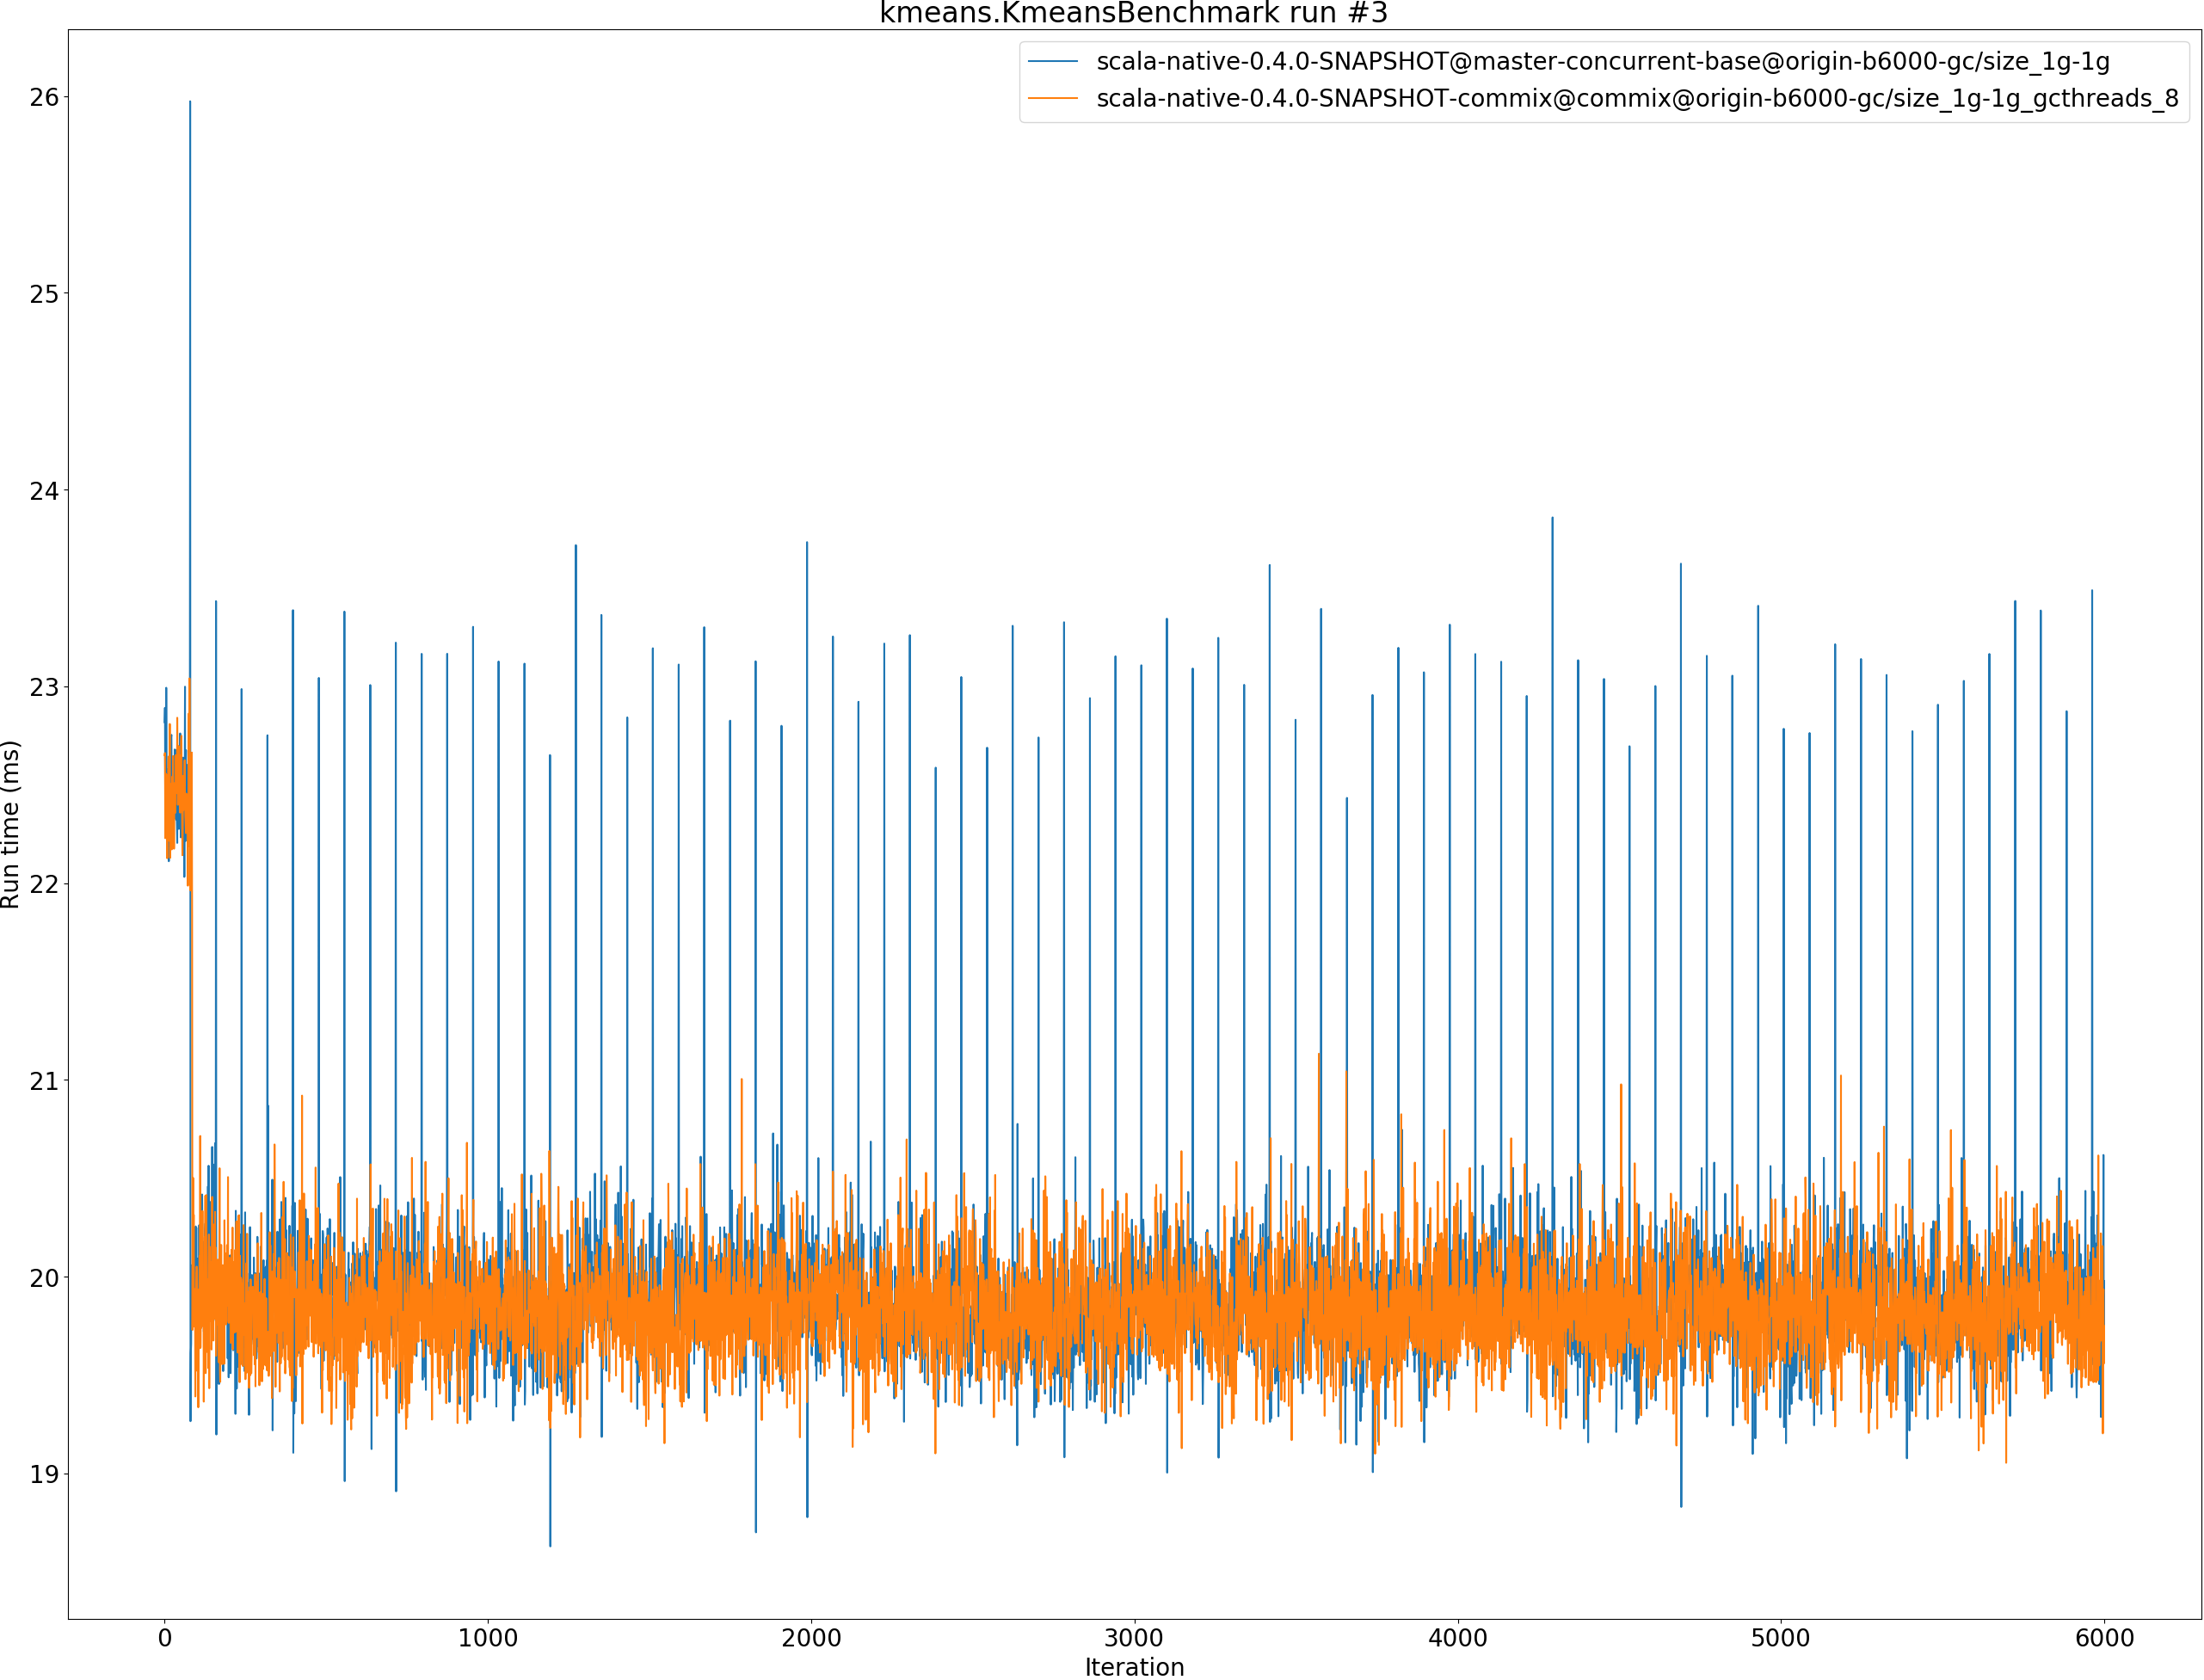 kmeans.KmeansBenchmark run #3
scala-native-0.4.0-SNAPSHOT@master-concurrent-base@origin-b6000-gc/size_1g-1g
scala-native-0.4.0-SNAPSHOT-commix@commix@origin-b6000-gc/size_1g-1g_gcthreads_8
26
25
24
23
22
21
20
19
Run time (ms)
0 1000 2000 3000 4000 5000 6000
Iteration